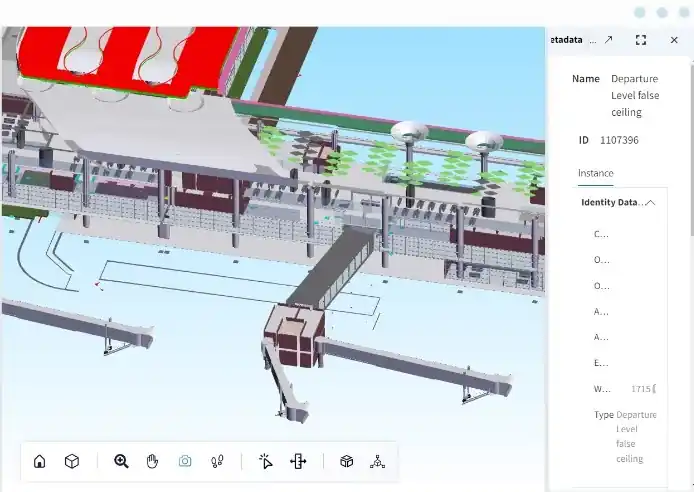 etadata ...
Name Departure
Level false
ceiling
ID 1107396
Instance
Identity Data...
C...
O...
O...
A...
A...
E...
W... 1715
Type Departure
Level
false
ceiling